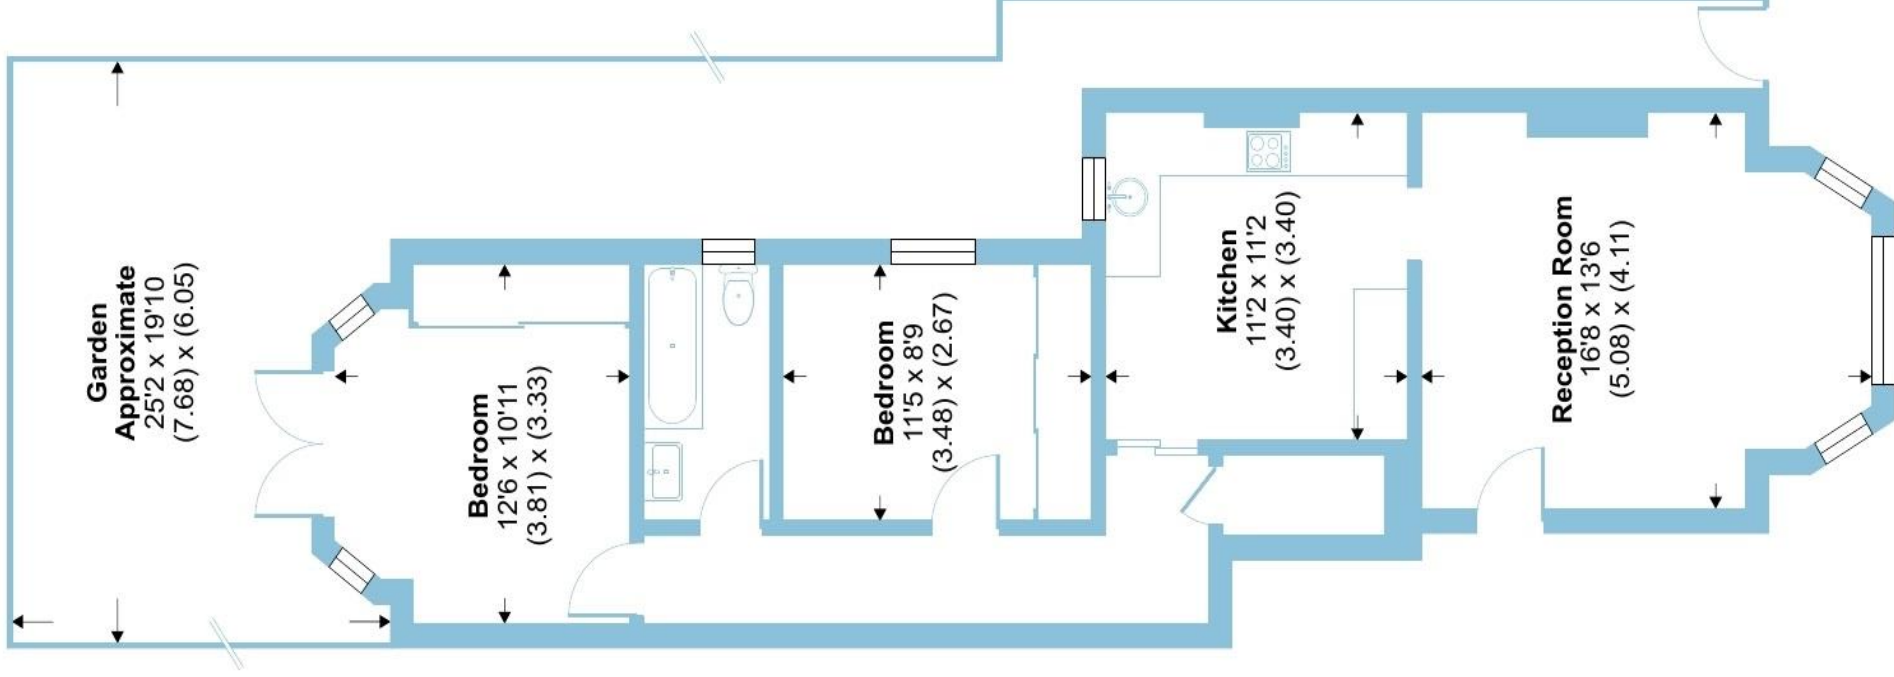 Garden
Approximate
25'2 x 19'10
(7.68) x (6.05)
Bedroom
12'6 x 10'11
(3.81) x (3.33)
Bedroom
11'5 x 8'9
(3.48) x (2.67)
Kitchen
11'2 x 11'2
(3.40) x (3.40)
Reception Room
16'8 x 13'6
(5.08) x (4.11)